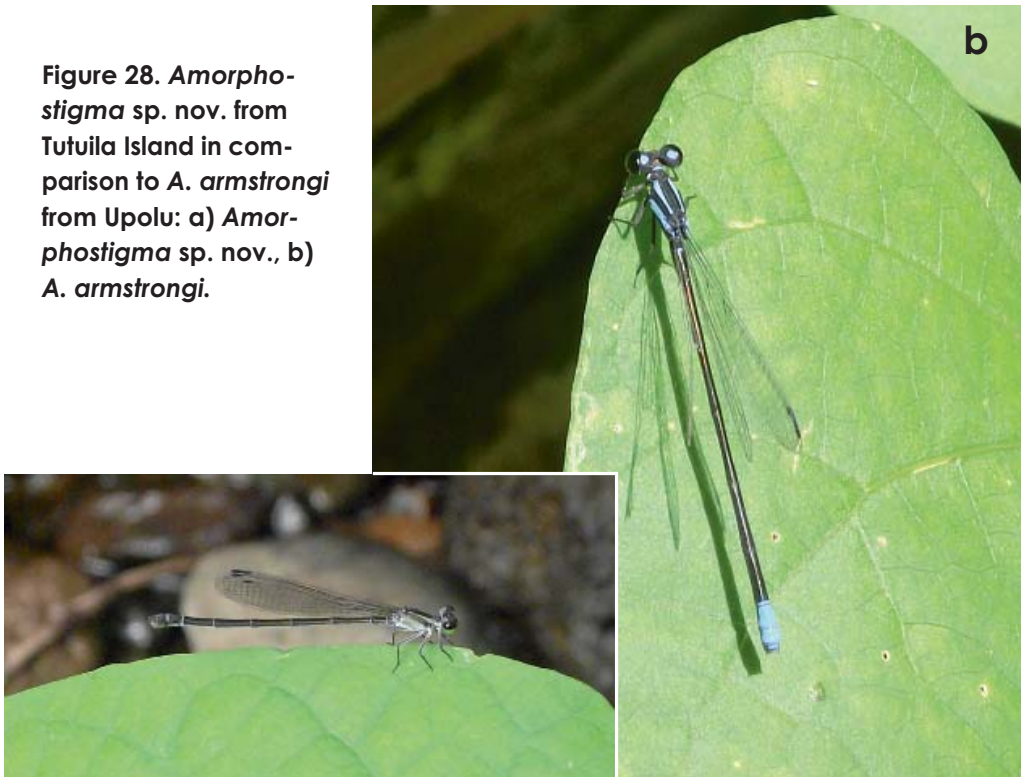 Figure 28. Amorpho-
stigma sp. nov. from
Tutuila Island in com-
parison to A. armstrongi
from Upolu: a) Amor-
phostigma sp. nov., b)
A. armstrongi.
b